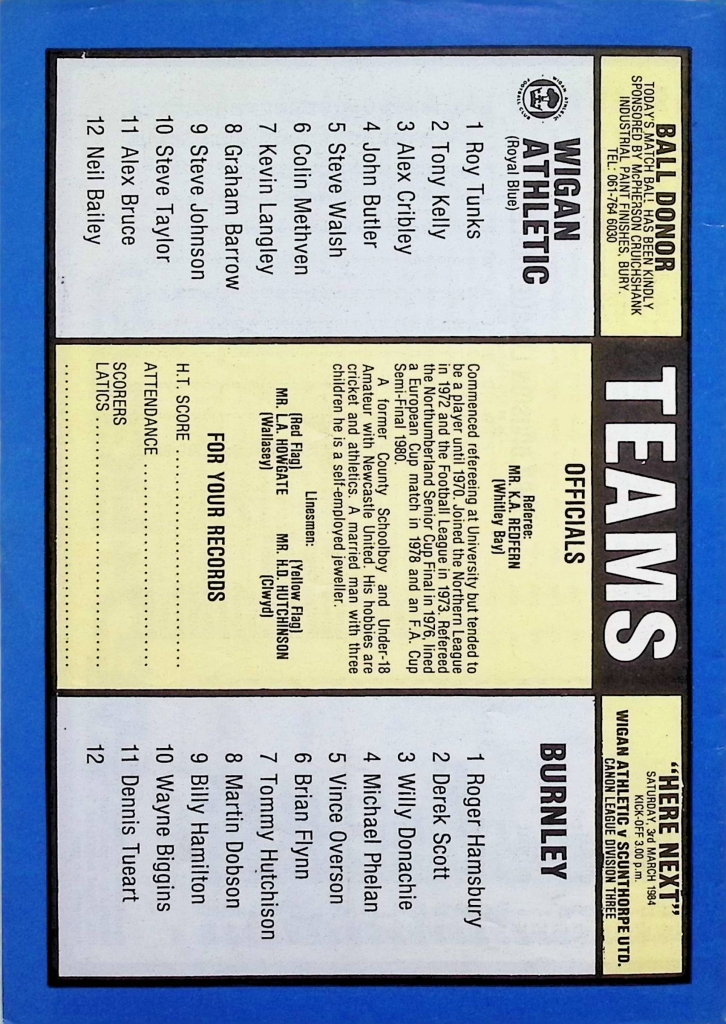 BALL DONOR
TODAY'S MATCH BALL HAS BEEN KINDLY
SPONSORED BY McPHERSON CRUICHSHANK
INDUSTRIAL PAINT FINISHES, BURY.
TEL: 061-764 6030
TEAMS
"HERE NEXT"
SATURDAY, 3rd MARCH 1984
KICK-OFF 3.00 p.m.
WIGAN ATHLETIC v SCUNTHORPE UTD.
CANON LEAGUE DIVISION THREE
WIGAN
ATHLETIC
(Royal Blue)
1 Roy Tunks
2 Tony Kelly
3 Alex Cribley
4 John Butler
5 Steve Walsh
6 Colin Methven
7 Kevin Langley
8 Graham Barrow
9 Steve Johnson
10 Steve Taylor
11 Alex Bruce
12 Neil Bailey
OFFICIALS
Referee:
MR. K.A. REDFERN
(Whitley Bay)
Commenced refereeing at University but tended to
be a player until 1970. Joined the Northern League
in 1972 and the Football League in 1973. Refereed
the Northumberland Senior Cup Final in 1976, lined
a European Cup match in 1978 and an F.A. Cup
Semi-Final 1980.
A former County Schoolboy and Under-18
Amateur with Newcastle United. His hobbies are
cricket and athletics. A married man with three
children he is a self-employed jeweller.
Linesmen:
(Red Flag) (Yellow Flag)
MR. L.A. HOWGATE MR. H.D. HUTCHINSON
(Wallasey) (Clwyd)
FOR YOUR RECORDS
H.T. SCORE
ATTENDANCE
SCORERS
LATICS
BURNLEY
1 Roger Hamsbury
2 Derek Scott
3 Willy Donachie
4 Michael Phelan
5 Vince Overson
6 Brian Flynn
7 Tommy Hutchison
8 Martin Dobson
9 Billy Hamilton
10 Wayne Biggins
11 Dennis Tueart
12